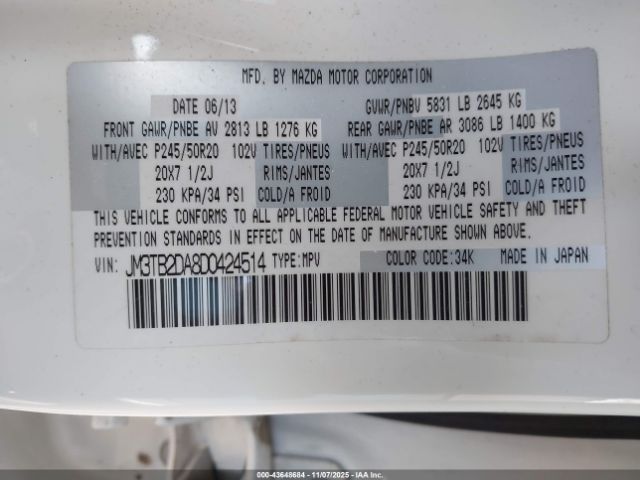 MFD. BY MAZDA MOTOR CORPORATION
DATE 06/13 GVWR/PNBV 5831 LB 2645 KG
FRONT GAWR/PNBE AV 2813 LB 1276 KG REAR GAWR/PNBE AR 3086 LB 1400 KG
WITH/AVEC P245/50R20 102V TIRES/PNEUS WITH/AVEC P245/50R20 102V TIRES/PNEUS
20X7 1/2J RIMS/JANTES 20X7 1/2J RIMS/JANTES
230 KPA/34 PSI COLD/A FROID 230 KPA/34 PSI COLD/A FROID
THIS VEHICLE CONFORMS TO ALL APPLICABLE FEDERAL MOTOR VEHICLE SAFETY AND THEFT
PREVENTION STANDARDS IN EFFECT ON THE DATE OF MANUFACTURE SHOWN ABOVE.
VIN: JM3TB2DA8D0424514 TYPE:MPV COLOR CODE:34K MADE IN JAPAN
000-43648684 - 11/07/2025 - IAA Inc.